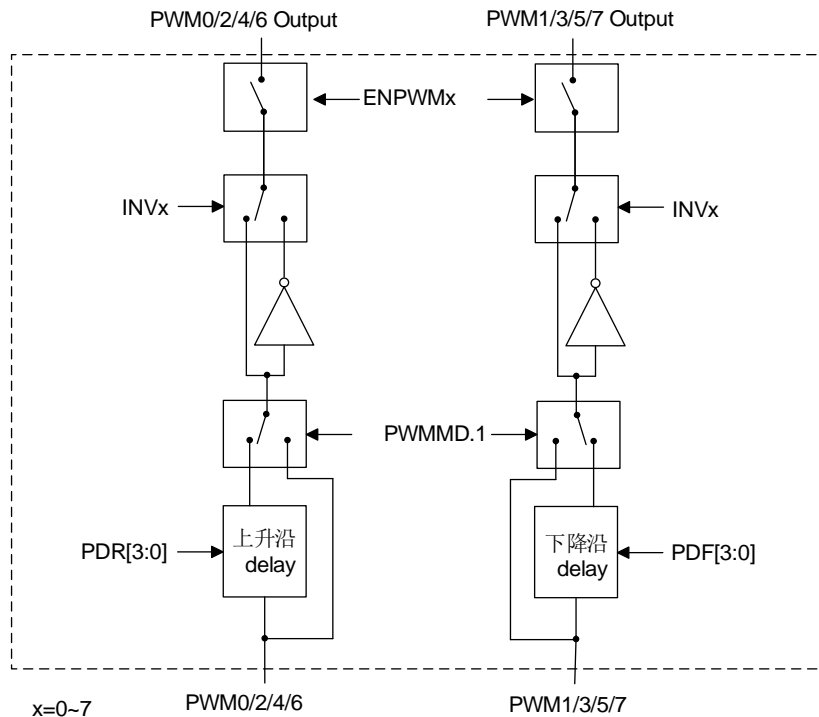 PWM0/2/4/6 Output
PWM1/3/5/7 Output
ENPWMx
INVx
INVx
PWMMD.1
PDR[3:0]
上升沿
delay
下降沿
delay
PDF[3:0]
x=0~7
PWM0/2/4/6
PWM1/3/5/7